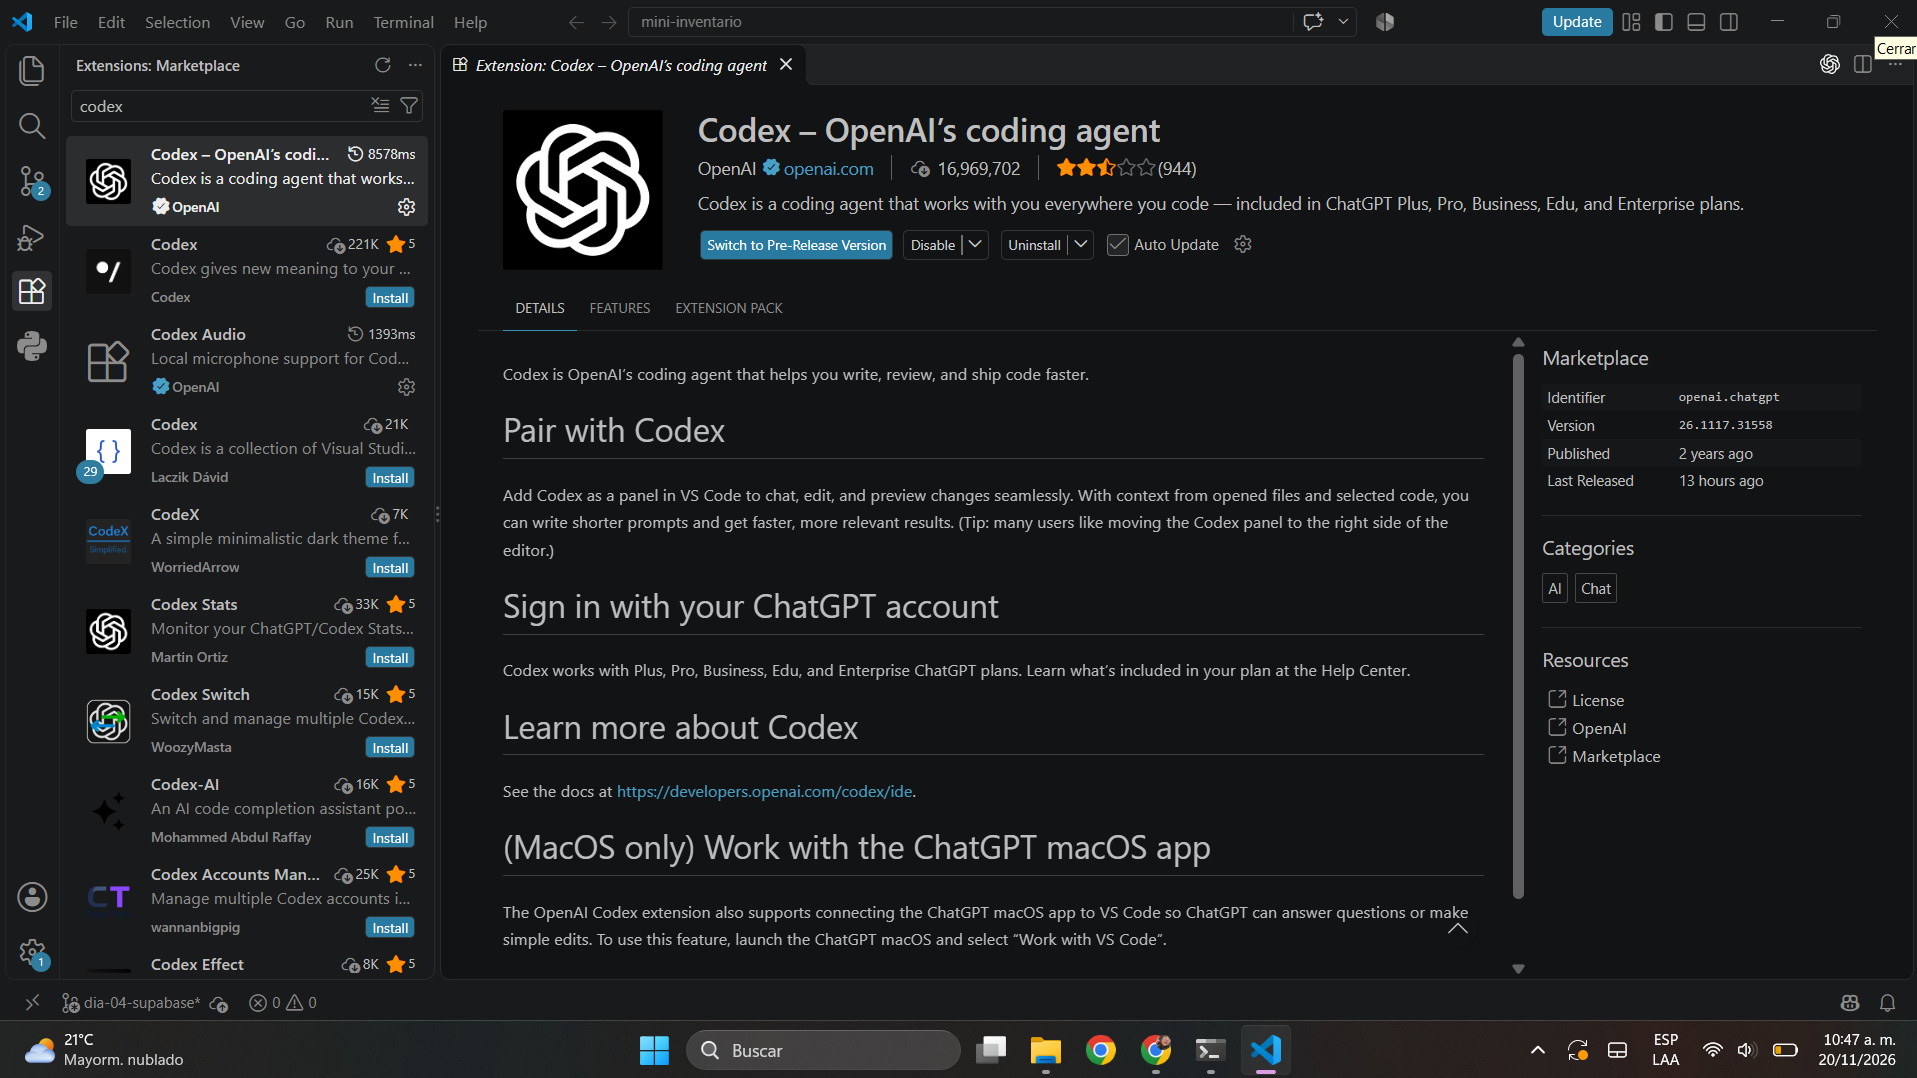 File Edit Selection View Go Run Terminal Help
mini-inventario
Update
Cerrar
Extensions: Marketplace
codex
Codex – OpenAI’s codi... 8578ms
Codex is a coding agent that works...
OpenAI
Codex 221K 5
Codex gives new meaning to your ...
Codex Install
Codex Audio 1393ms
Local microphone support for Cod...
OpenAI
Codex 21K
Codex is a collection of Visual Studi...
Laczik Dávid Install
CodeX 7K
A simple minimalistic dark theme f...
WorriedArrow Install
CodeX
Simplified
Codex Stats 33K 5
Monitor your ChatGPT/Codex Stats...
Martin Ortiz Install
Codex Switch 15K 5
Switch and manage multiple Codex...
WoozyMasta Install
Codex-AI 16K 5
An AI code completion assistant po...
Mohammed Abdul Raffay Install
Codex Accounts Man... 25K 5
Manage multiple Codex accounts i...
wannanbigpig Install
CT
Codex Effect 8K 5
2
29
1
Extension: Codex – OpenAI’s coding agent
Codex – OpenAI’s coding agent
OpenAI openai.com 16,969,702 (944)
Codex is a coding agent that works with you everywhere you code — included in ChatGPT Plus, Pro, Business, Edu, and Enterprise plans.
Switch to Pre-Release Version Disable Uninstall Auto Update
DETAILS FEATURES EXTENSION PACK
Codex is OpenAI’s coding agent that helps you write, review, and ship code faster.
Pair with Codex
Add Codex as a panel in VS Code to chat, edit, and preview changes seamlessly. With context from opened files and selected code, you
can write shorter prompts and get faster, more relevant results. (Tip: many users like moving the Codex panel to the right side of the
editor.)
Sign in with your ChatGPT account
Codex works with Plus, Pro, Business, Edu, and Enterprise ChatGPT plans. Learn what’s included in your plan at the Help Center.
Learn more about Codex
See the docs at https://developers.openai.com/codex/ide.
(MacOS only) Work with the ChatGPT macOS app
The OpenAI Codex extension also supports connecting the ChatGPT macOS app to VS Code so ChatGPT can answer questions or make
simple edits. To use this feature, launch the ChatGPT macOS and select “Work with VS Code”.
Marketplace
Identifier openai.chatgpt
Version 26.1117.31558
Published 2 years ago
Last Released 13 hours ago
Categories
AI Chat
Resources
License
OpenAI
Marketplace
dia-04-supabase* 0 0
21°C
Mayorm. nublado
Buscar
ESP
LAA
10:47 a. m.
20/11/2026